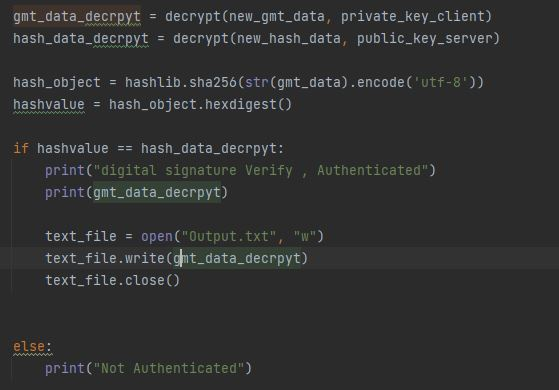 gmt_data_decrpyt = decrypt(new_gmt_data, private_key_client)
hash_data_decrpyt = decrypt(new_hash_data, public_key_server)
hash_object = hashlib.sha256(str(gmt_data).encode('utf-8'))
hashvalue = hash_object.hexdigest()
if hashvalue == hash_data_decrpyt:
    print("digital signature Verify , Authenticated")
    print(gmt_data_decrpyt)
    text_file = open("Output.txt", "w")
    text_file.write(gmt_data_decrpyt)
    text_file.close()
else:
    print("Not Authenticated")